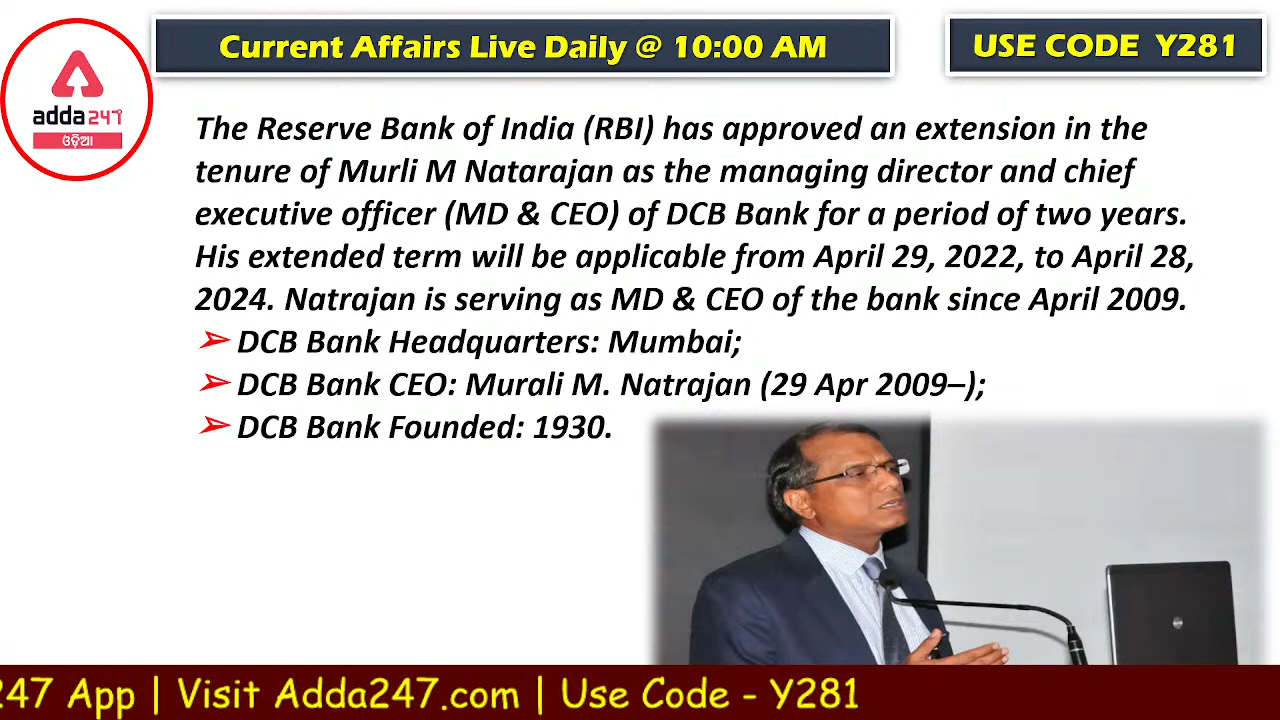 Current Affairs Live Daily @ 10:00 AM
USE CODE Y281
adda247
ଓଡ଼ିଆ
The Reserve Bank of India (RBI) has approved an extension in the
tenure of Murli M Natarajan as the managing director and chief
executive officer (MD & CEO) of DCB Bank for a period of two years.
His extended term will be applicable from April 29, 2022, to April 28,
2024. Natrajan is serving as MD & CEO of the bank since April 2009.
➢ DCB Bank Headquarters: Mumbai;
➢ DCB Bank CEO: Murali M. Natrajan (29 Apr 2009–);
➢ DCB Bank Founded: 1930.
247 App | Visit Adda247.com | Use Code - Y281